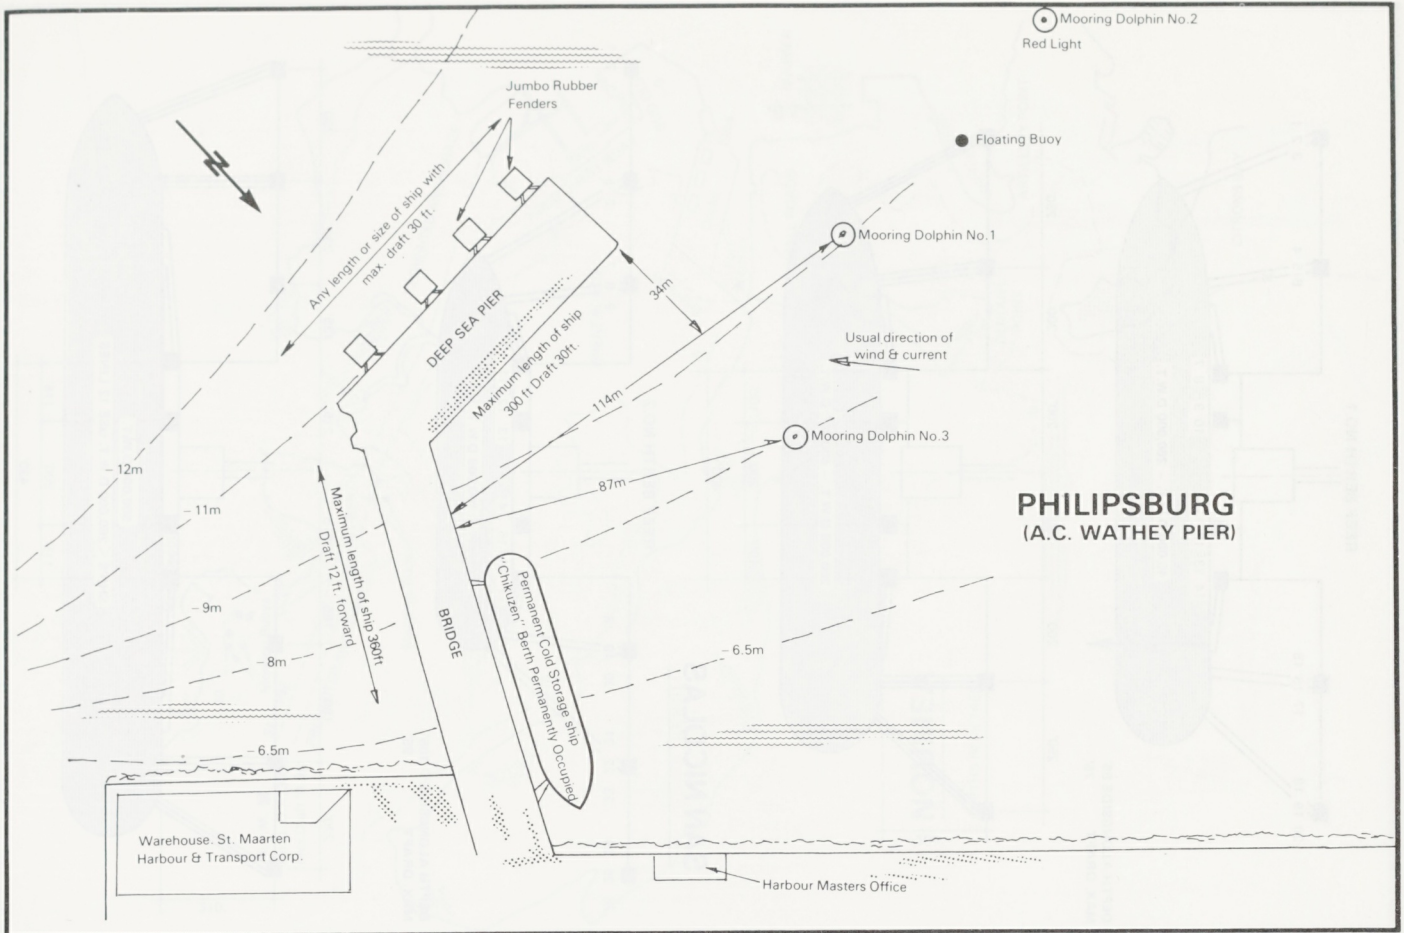 Mooring Dolphin No.2
Red Light
Jumbo Rubber
Fenders
Floating Buoy
N
Any length or size of ship with
max. draft 30 ft.
Mooring Dolphin No.1
34m
DEEP SEA PIER
Maximum length of ship
300 ft Draft 30ft.
Usual direction of
wind & current
114m
Mooring Dolphin No.3
-12m
87m
-11m
Maximum length of ship 360ft
Draft 12 ft. forward
PHILIPSBURG
(A.C. WATHEY PIER)
-9m
BRIDGE
Permanent Cold Storage ship
"Chikuzen" Berth Permanently Occupied
-8m
-6.5m
-6.5m
Warehouse. St. Maarten
Harbour & Transport Corp.
Harbour Masters Office